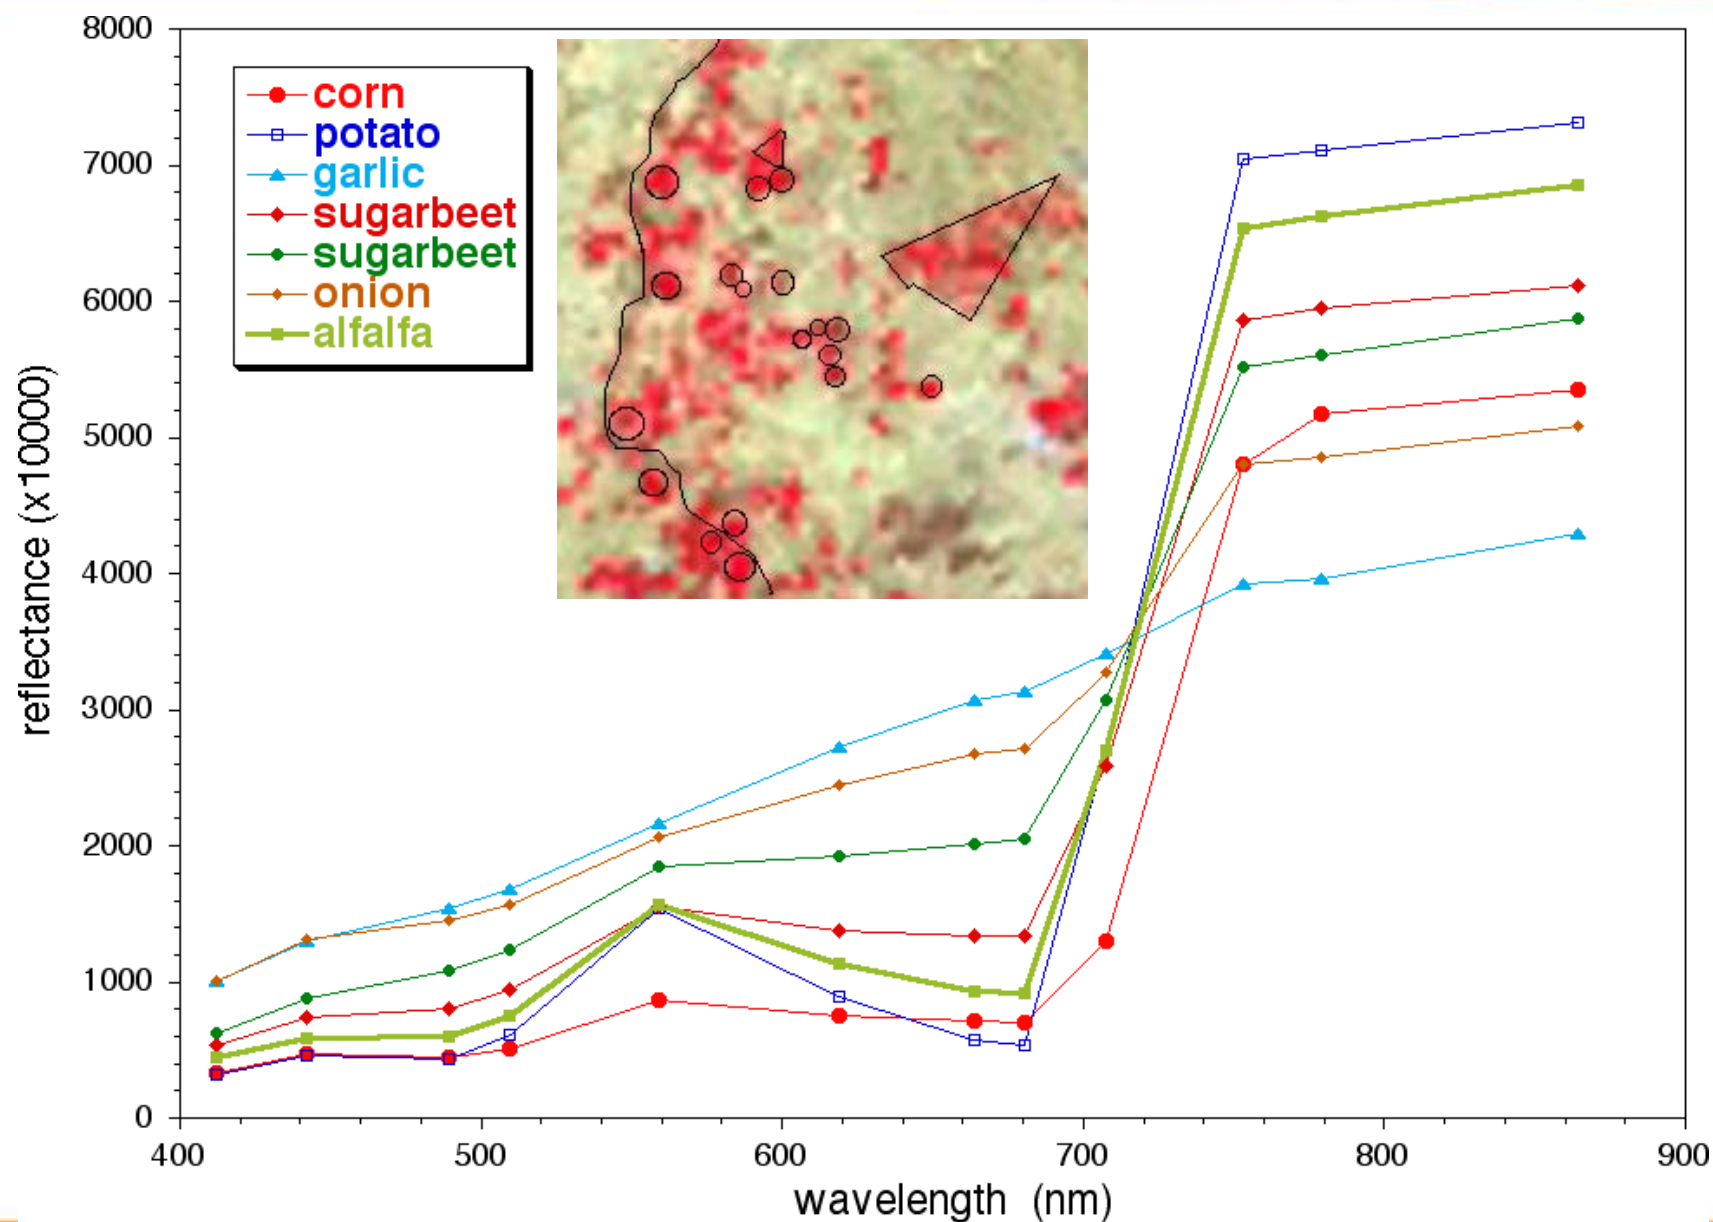 8000
7000
6000
5000
4000
3000
2000
1000
0
reflectance (x10000)
corn
potato
garlic
sugarbeet
sugarbeet
onion
alfalfa
400 500 600 700 800 900
wavelength (nm)